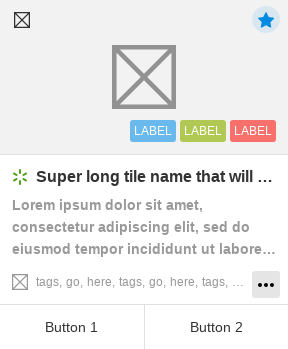 LABEL LABEL LABEL
Super long tile name that will …
Lorem ipsum dolor sit amet,
consectetur adipiscing elit, sed do
eiusmod tempor incididunt ut labore…
tags, go, here, tags, go, here, tags, …
Button 1 Button 2